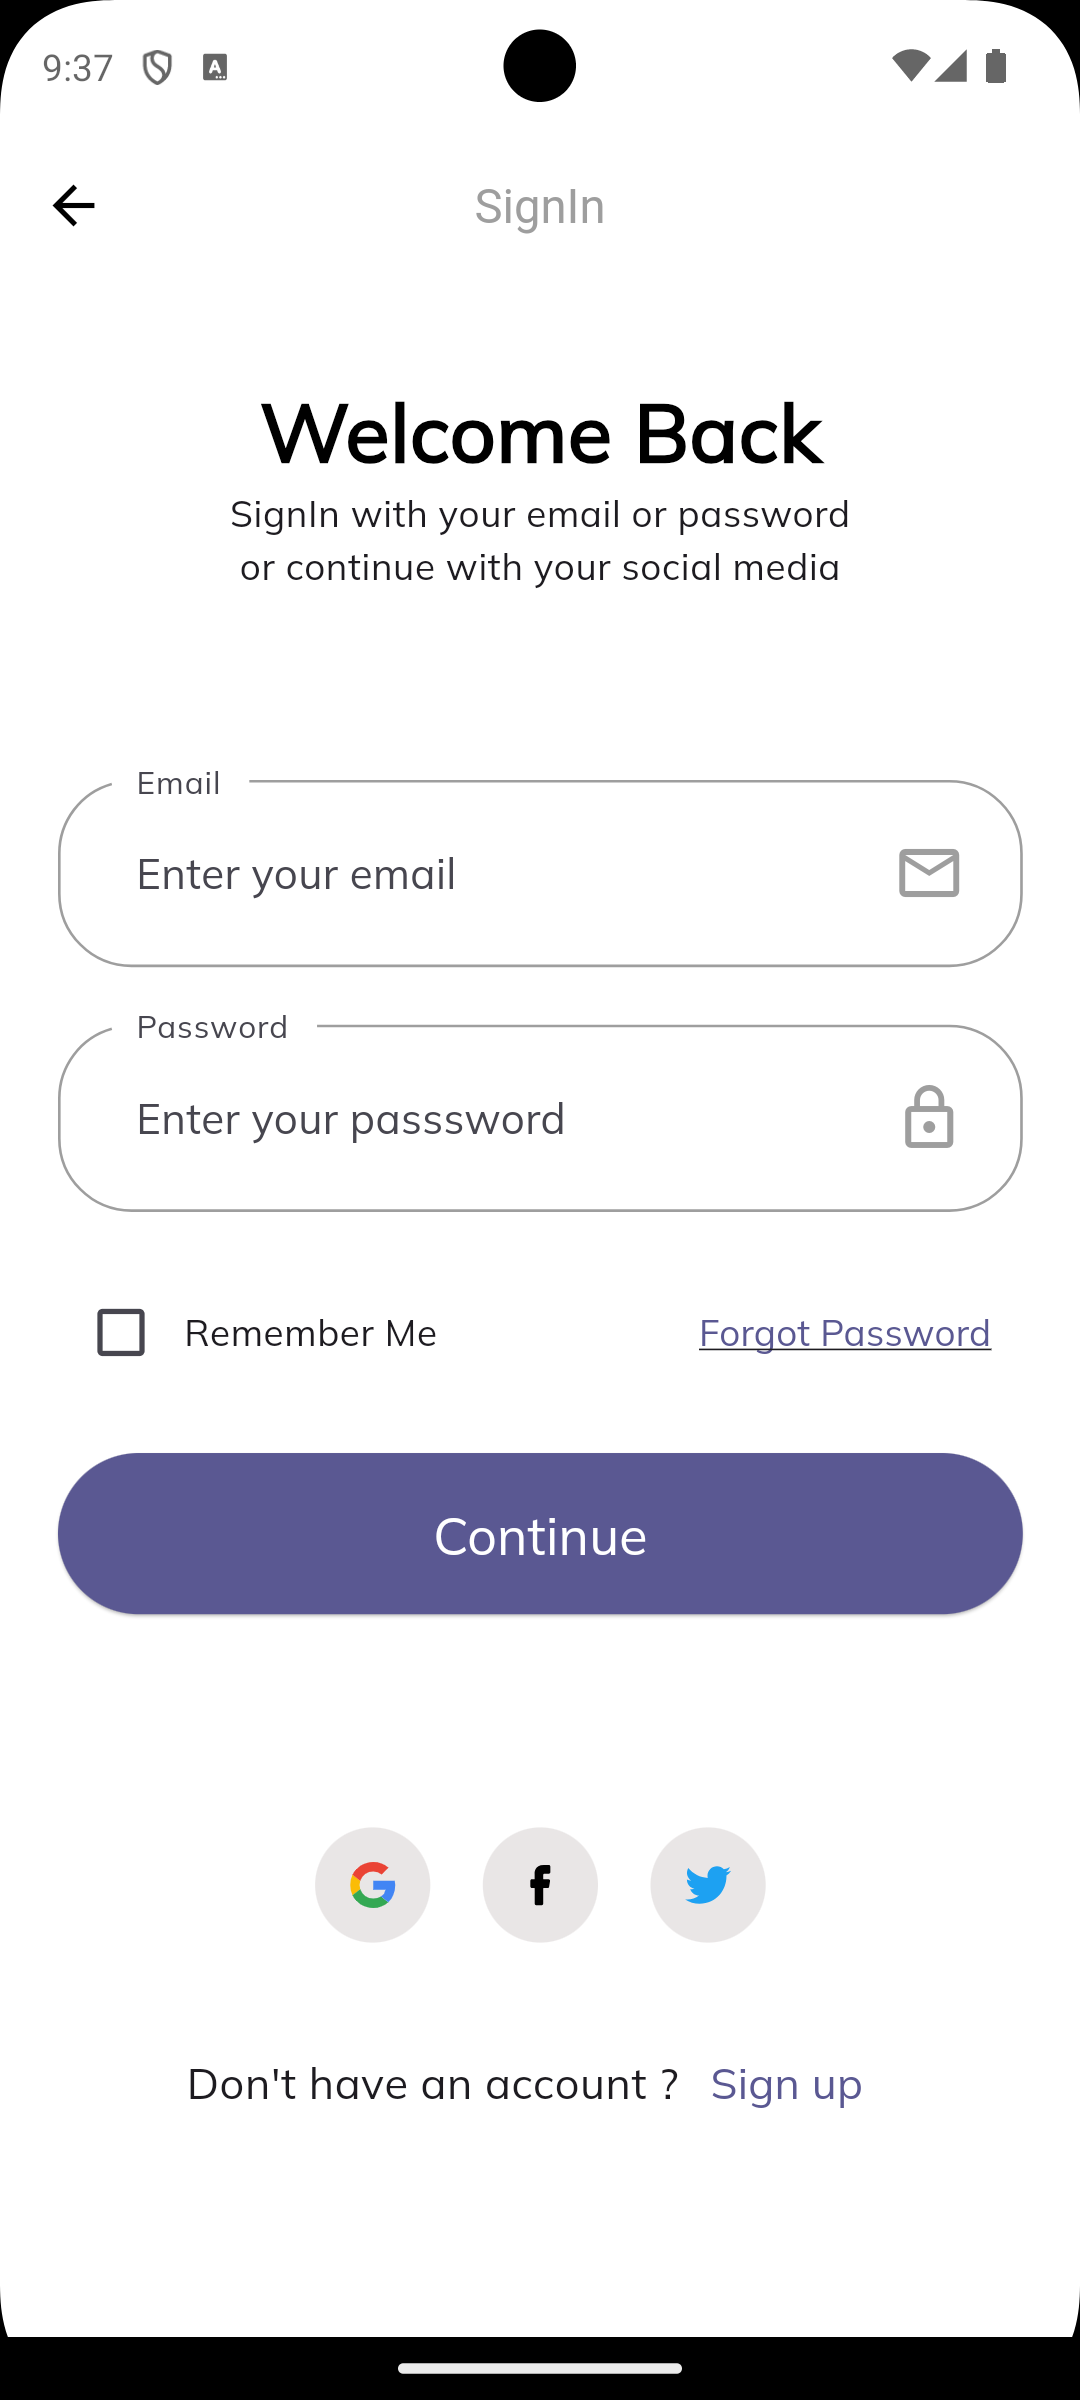 9:37
SignIn
Welcome Back
SignIn with your email or password
or continue with your social media
Email
Enter your email
Password
Enter your passsword
Remember Me
Forgot Password
Continue
Don't have an account ?
Sign up